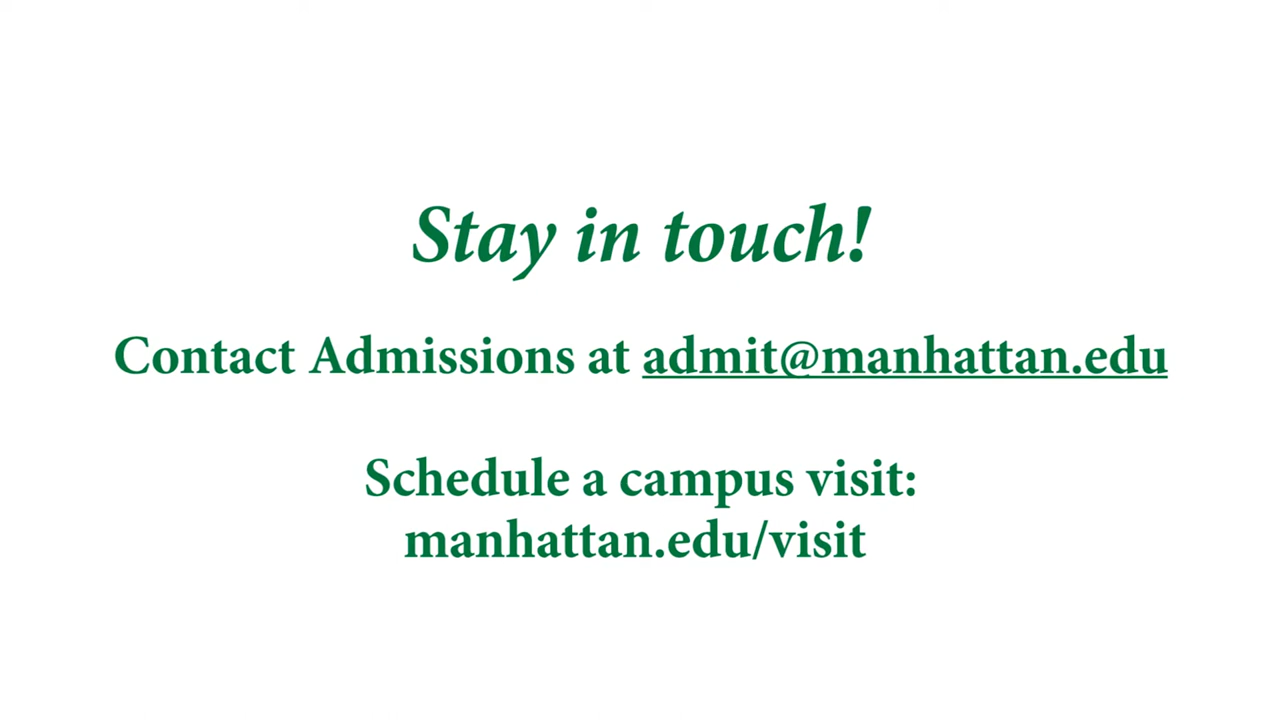 Stay in touch!
Contact Admissions at admit@manhattan.edu
Schedule a campus visit:
manhattan.edu/visit